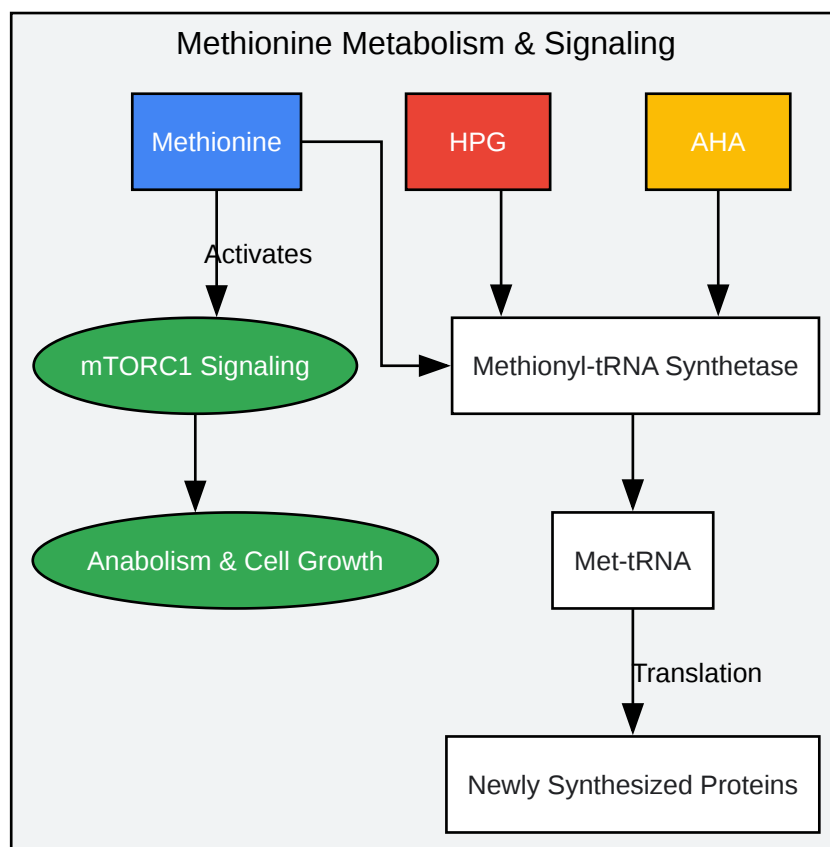 Methionine Metabolism & Signaling
Methionine
HPG
AHA
Activates
mTORC1 Signaling
Methionyl-tRNA Synthetase
Anabolism & Cell Growth
Met-tRNA
Translation
Newly Synthesized Proteins